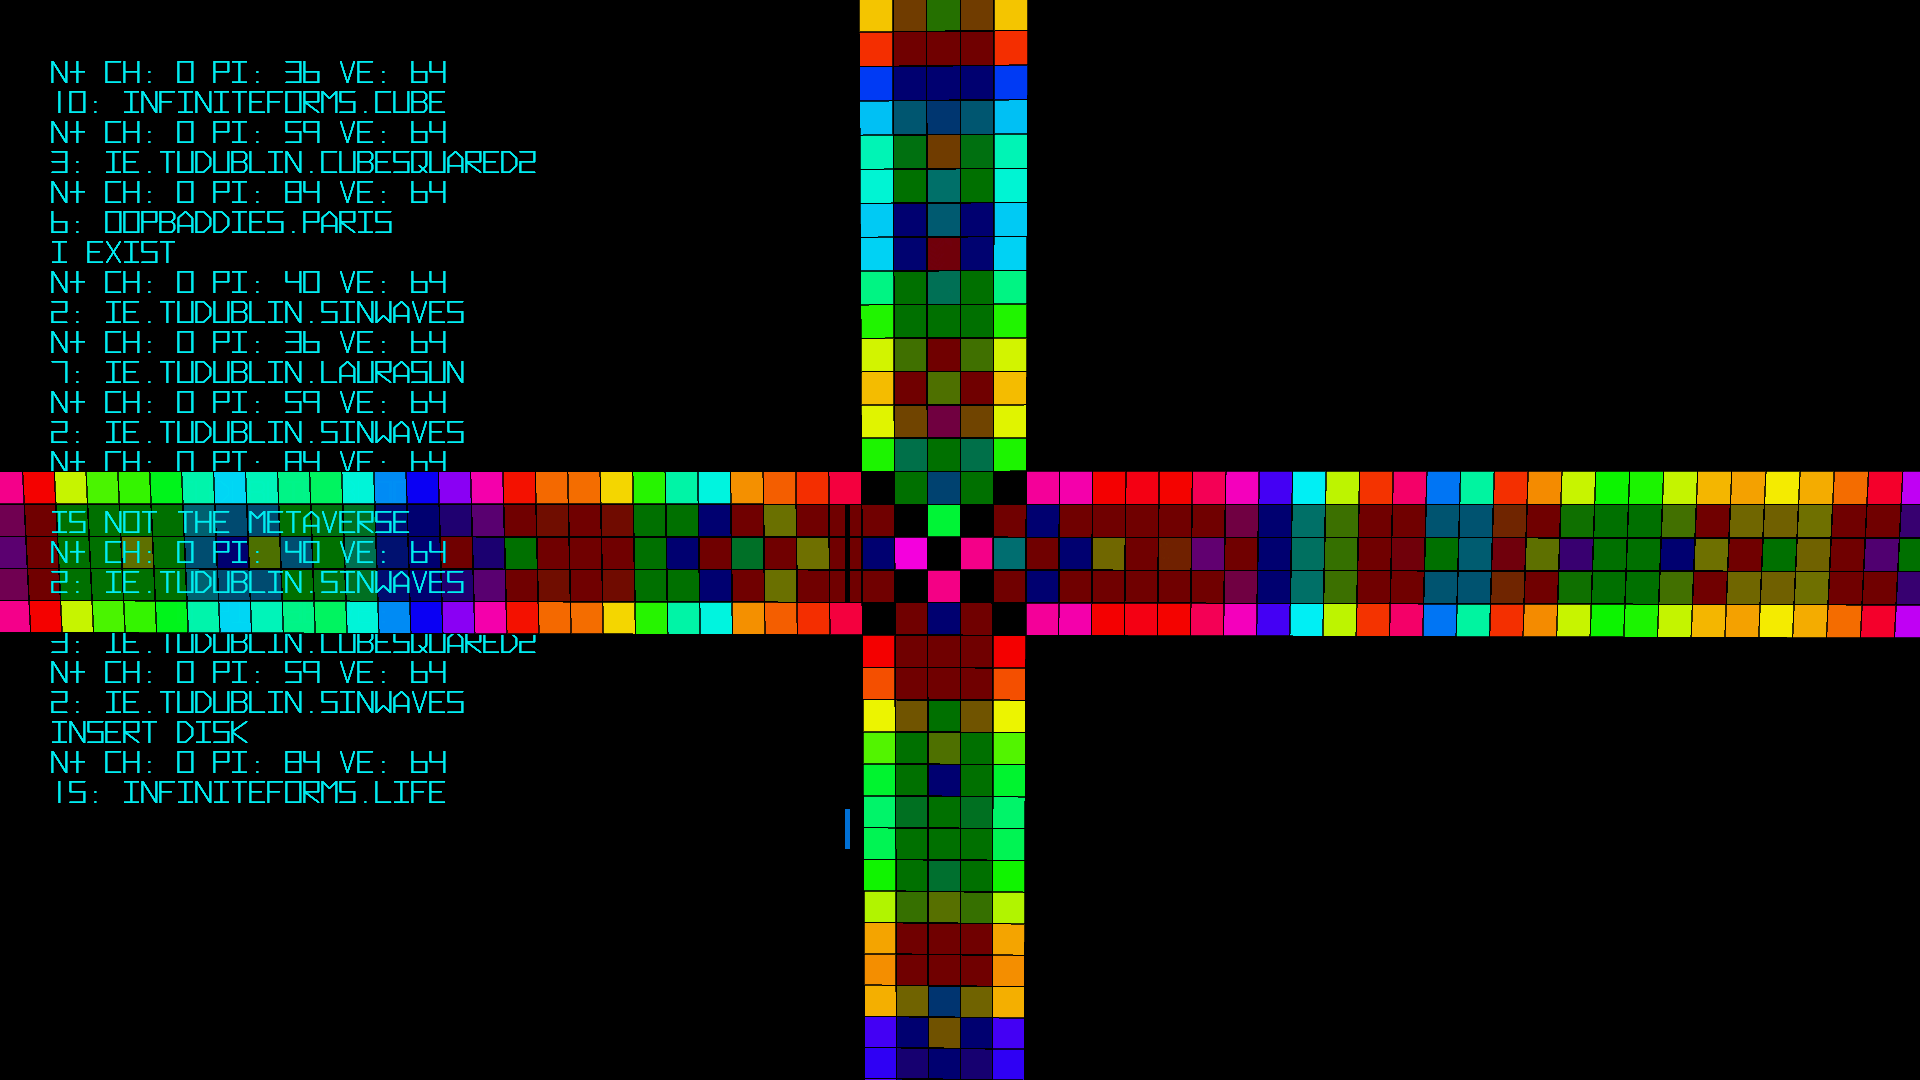 N+ CH: 0 PI: 36 VE: 64
10: INFINITEFORMS.CUBE
N+ CH: 0 PI: 59 VE: 64
3: IE.TUDUBLIN.CUBESQUARED2
N+ CH: 0 PI: 84 VE: 64
6: OOPBADDIES.PARIS
I EXIST
N+ CH: 0 PI: 40 VE: 64
2: IE.TUDUBLIN.SINWAVES
N+ CH: 0 PI: 36 VE: 64
7: IE.TUDUBLIN.LAURASUN
N+ CH: 0 PI: 59 VE: 64
2: IE.TUDUBLIN.SINWAVES
N+ CH: 0 PI: 84 VE: 64
IS NOT THE METAVERSE
N+ CH: 0 PI: 40 VE: 64
2: IE.TUDUBLIN.SINWAVES
3: IE.TUDUBLIN.CUBESQUARED2
N+ CH: 0 PI: 59 VE: 64
2: IE.TUDUBLIN.SINWAVES
INSERT DISK
N+ CH: 0 PI: 84 VE: 64
15: INFINITEFORMS.LIFE